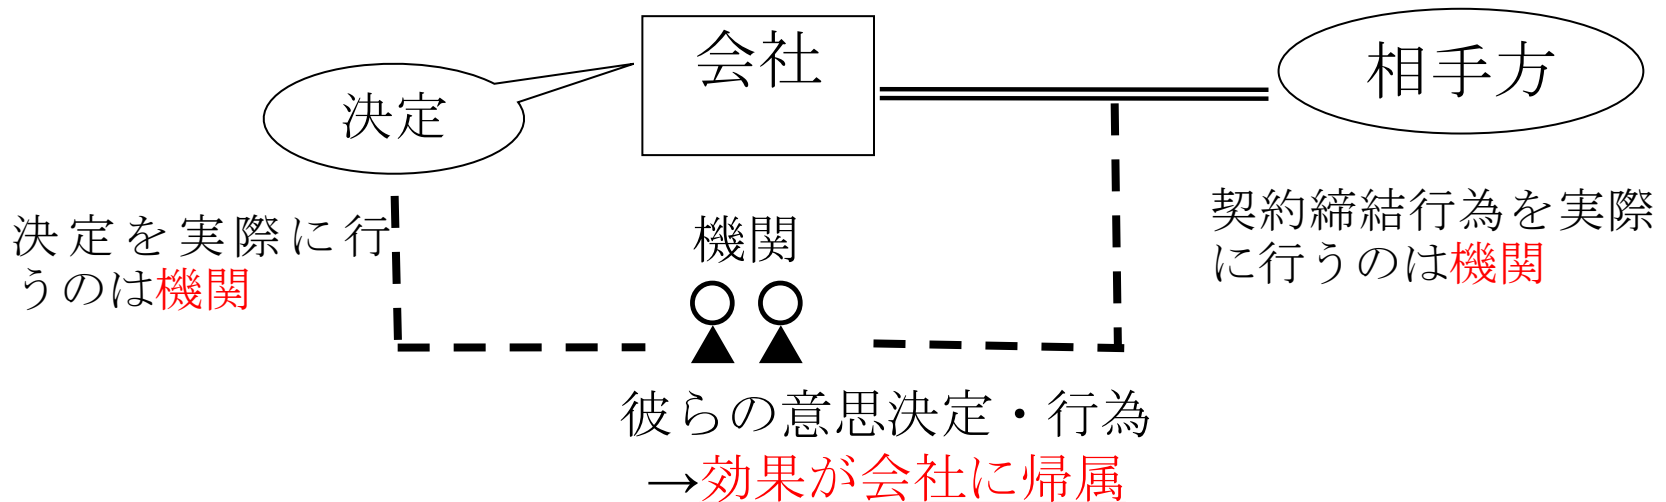 会社
相手方
決定
決定を実際に行
うのは機関
機関
契約締結行為を実際
に行うのは機関
彼らの意思決定・行為
→効果が会社に帰属